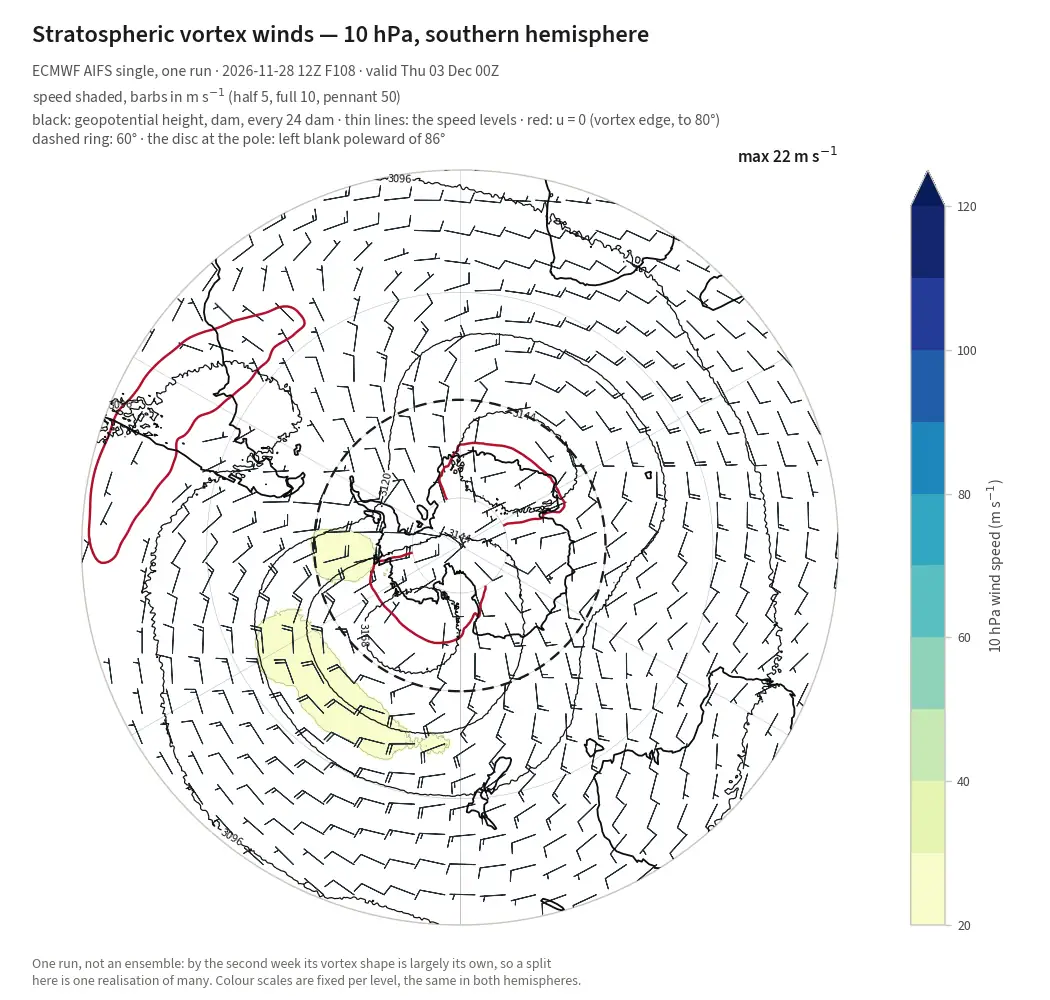 Stratospheric vortex winds — 10 hPa, southern hemisphere
ECMWF AIFS single, one run · 2026-11-28 12Z F108 · valid Thu 03 Dec 00Z
speed shaded, barbs in m s⁻¹ (half 5, full 10, pennant 50)
black: geopotential height, dam, every 24 dam · thin lines: the speed levels · red: u = 0 (vortex edge, to 80°)
dashed ring: 60° · the disc at the pole: left blank poleward of 86°
max 22 m s⁻¹
3096
120
100
80
60
40
20
10 hPa wind speed (m s⁻¹)
3144
3120
3144
3168
3096
One run, not an ensemble: by the second week its vortex shape is largely its own, so a split
here is one realisation of many. Colour scales are fixed per level, the same in both hemispheres.